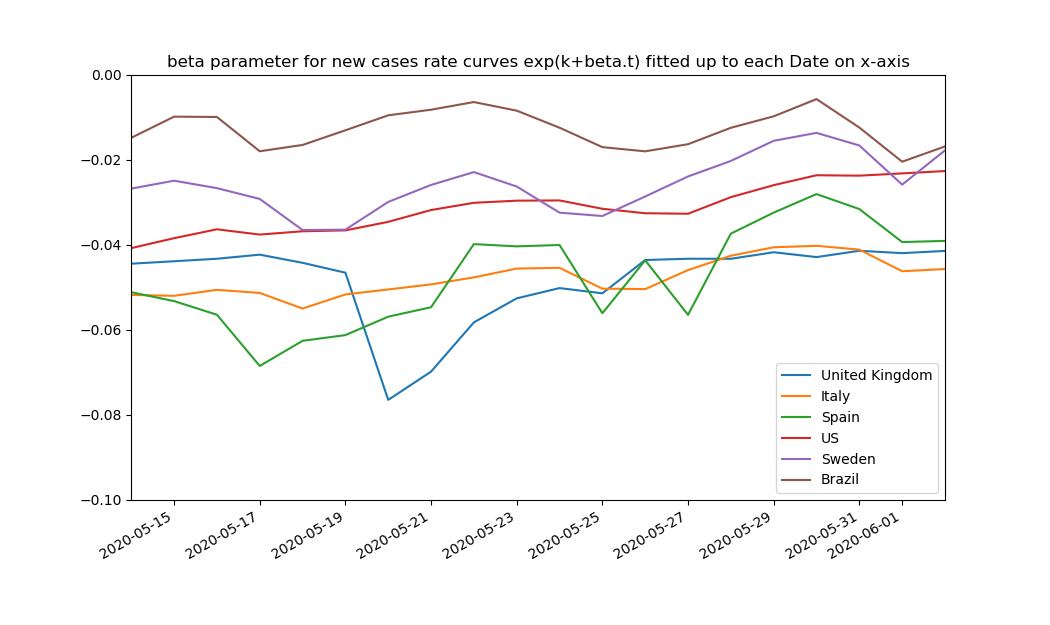 beta parameter for new cases rate curves exp(k+beta.t) fitted up to each Date on x-axis
0.00
−0.02
−0.04
−0.06
−0.08
−0.10
United Kingdom
Italy
Spain
US
Sweden
Brazil
2020-05-15
2020-05-17
2020-05-19
2020-05-21
2020-05-23
2020-05-25
2020-05-27
2020-05-29
2020-05-31
2020-06-01